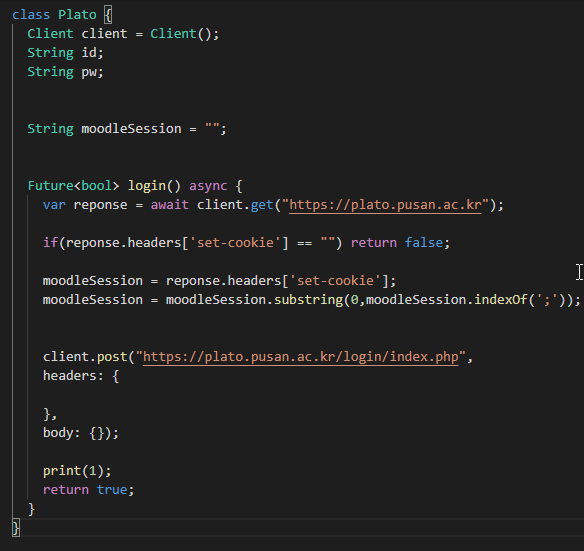 class Plato {
Client client = Client();
String id;
String pw;
String moodleSession = "";
Future<bool> login() async {
var reponse = await client.get("https://plato.pusan.ac.kr");
if(reponse.headers['set-cookie'] == "") return false;
moodleSession = reponse.headers['set-cookie'];
moodleSession = moodleSession.substring(0,moodleSession.indexOf(';'));
client.post("https://plato.pusan.ac.kr/login/index.php",
headers: {
},
body: {});
print(1);
return true;
}
}